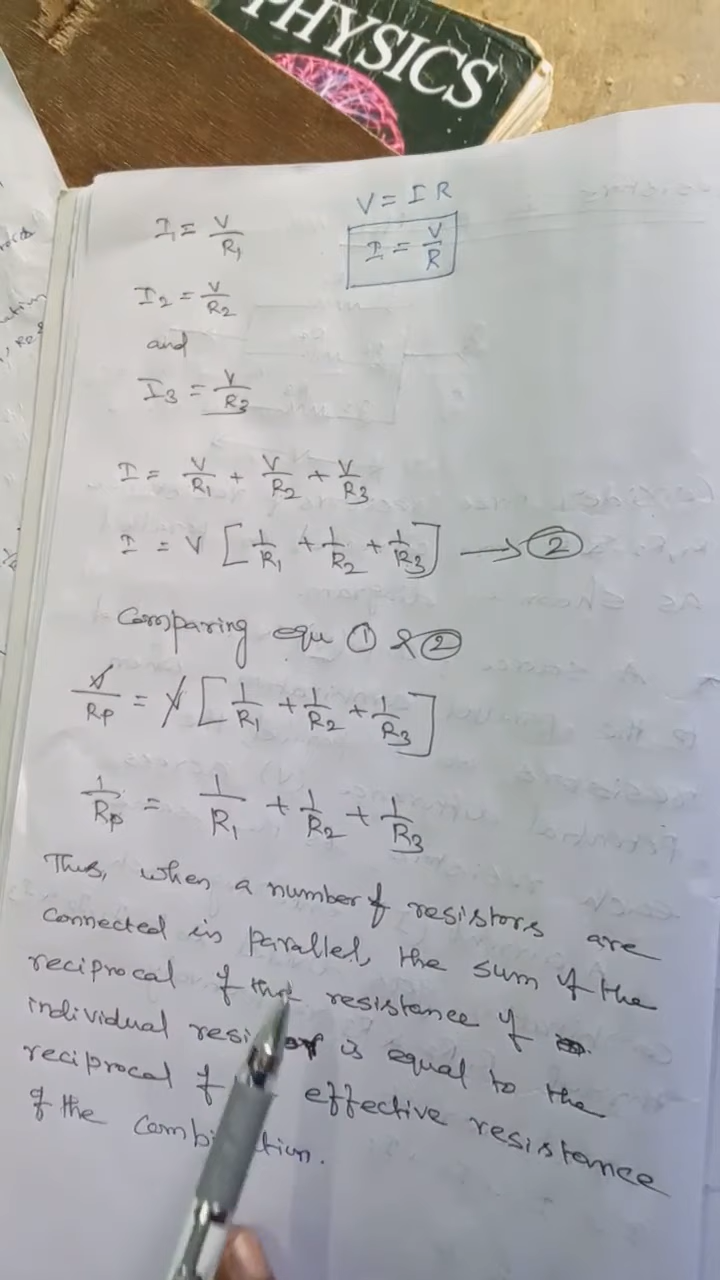 PHYSICS
V = I R
I = V/R
I₁ = V/R₁
I₂ = V/R₂
and
I₃ = V/R₃
I = V/R₁ + V/R₂ + V/R₃
I = V [1/R₁ + 1/R₂ + 1/R₃] → ②
Comparing equ ① & ②
V/Rp = V [1/R₁ + 1/R₂ + 1/R₃]
1/Rp = 1/R₁ + 1/R₂ + 1/R₃
Thus, when a number of resistors are
connected in parallel, the sum of the
reciprocal of the resistance of
individual is equal to the
reciprocal of effective resistance
of the